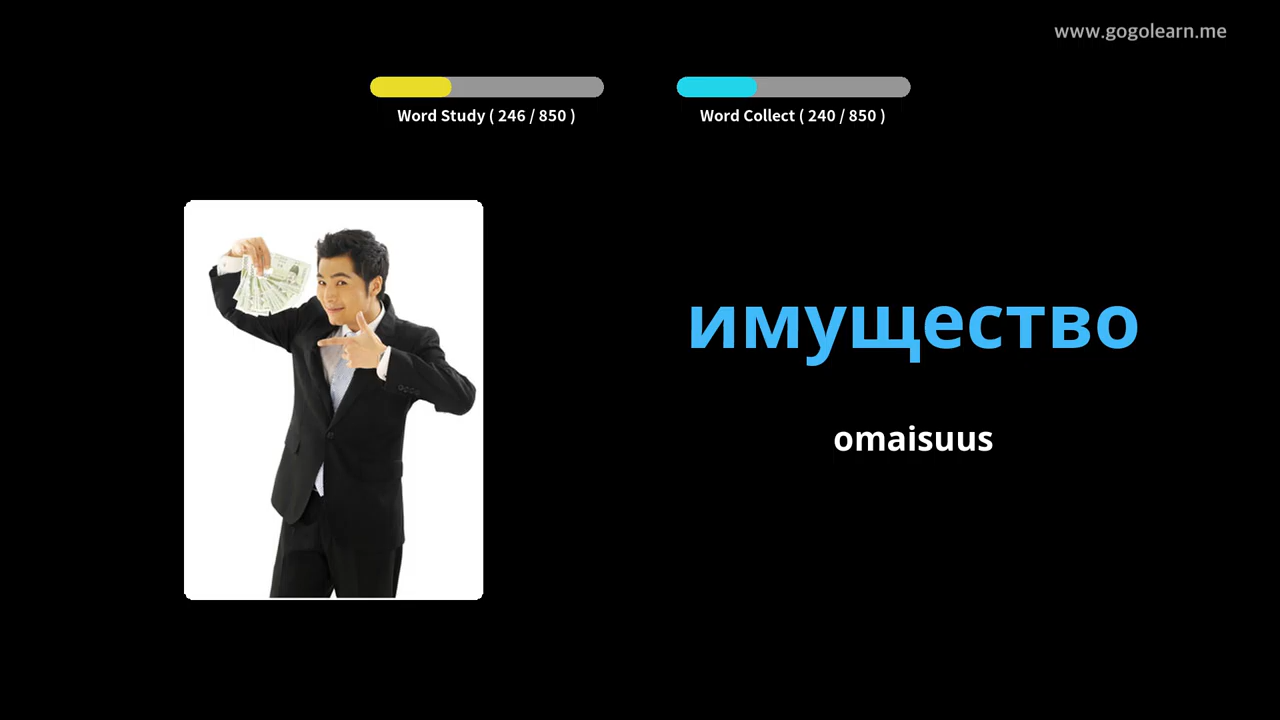 www.gogolearn.me
Word Study ( 246 / 850 )
Word Collect ( 240 / 850 )
имущество
omaisuus